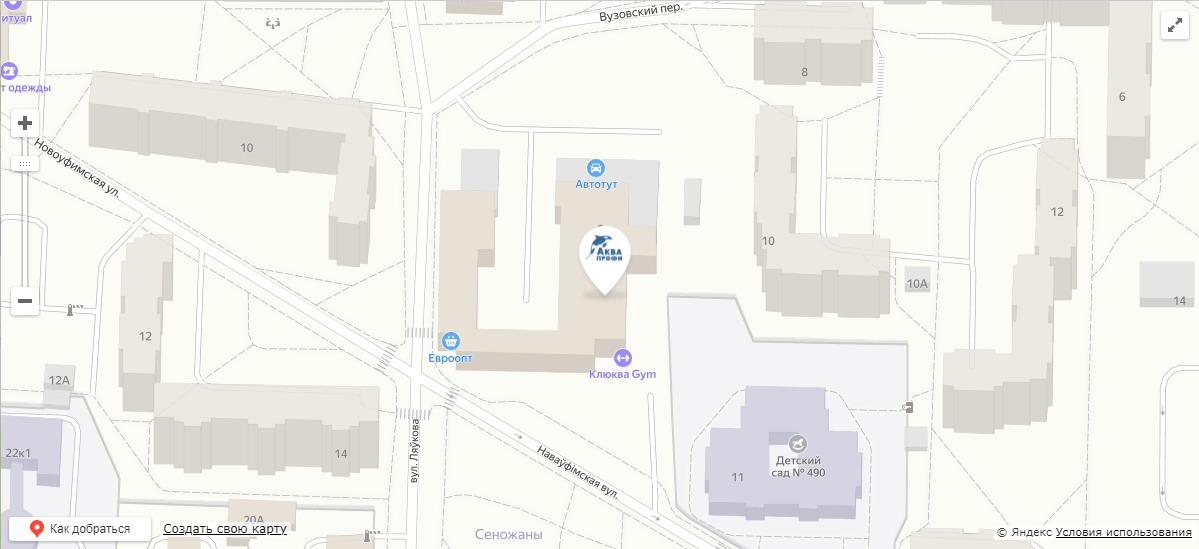 итуал
т одежды
Вузовский пер.
8
6
10
Новоуфимская ул.
Автотут
АКВА
ПРОФИ
12
10
10А
14
12
Евроопт
Клюква Gym
12А
14
вул. Ляўкова
Наваўфімская вул.
22к1
Детский
сад № 490
11
20А
Сеножаны
Как добраться
Создать свою карту
© Яндекс Условия использования